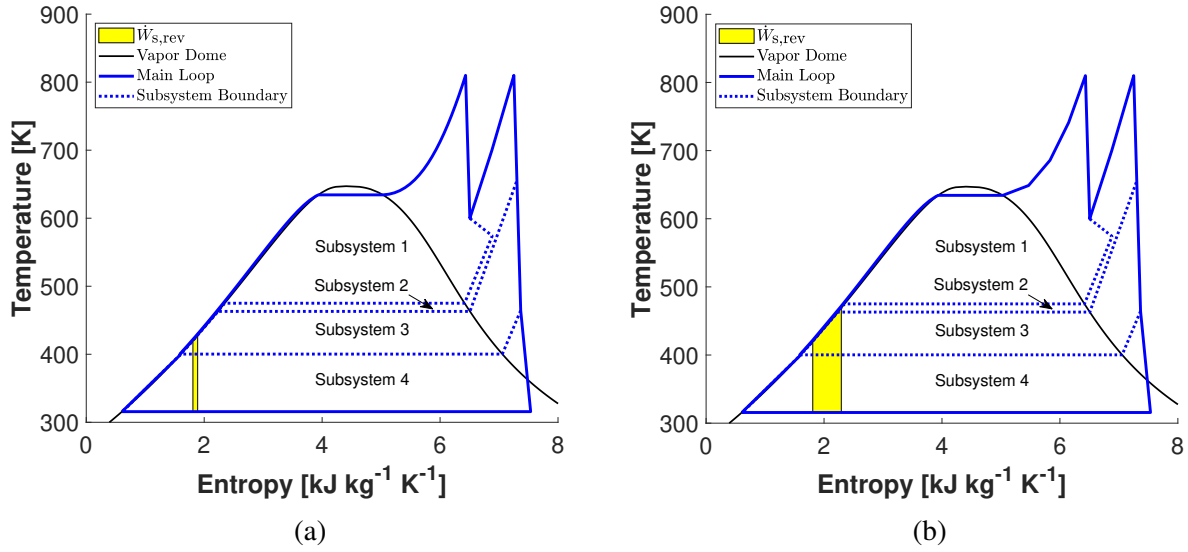 900
800
700
600
500
400
300
Temperature [K]
Ẇs,rev
Vapor Dome
Main Loop
Subsystem Boundary
Subsystem 1
Subsystem 2
Subsystem 3
Subsystem 4
0 2 4 6 8
Entropy [kJ kg⁻¹ K⁻¹]
(a)
900
800
700
600
500
400
300
Temperature [K]
Ẇs,rev
Vapor Dome
Main Loop
Subsystem Boundary
Subsystem 1
Subsystem 2
Subsystem 3
Subsystem 4
0 2 4 6 8
Entropy [kJ kg⁻¹ K⁻¹]
(b)